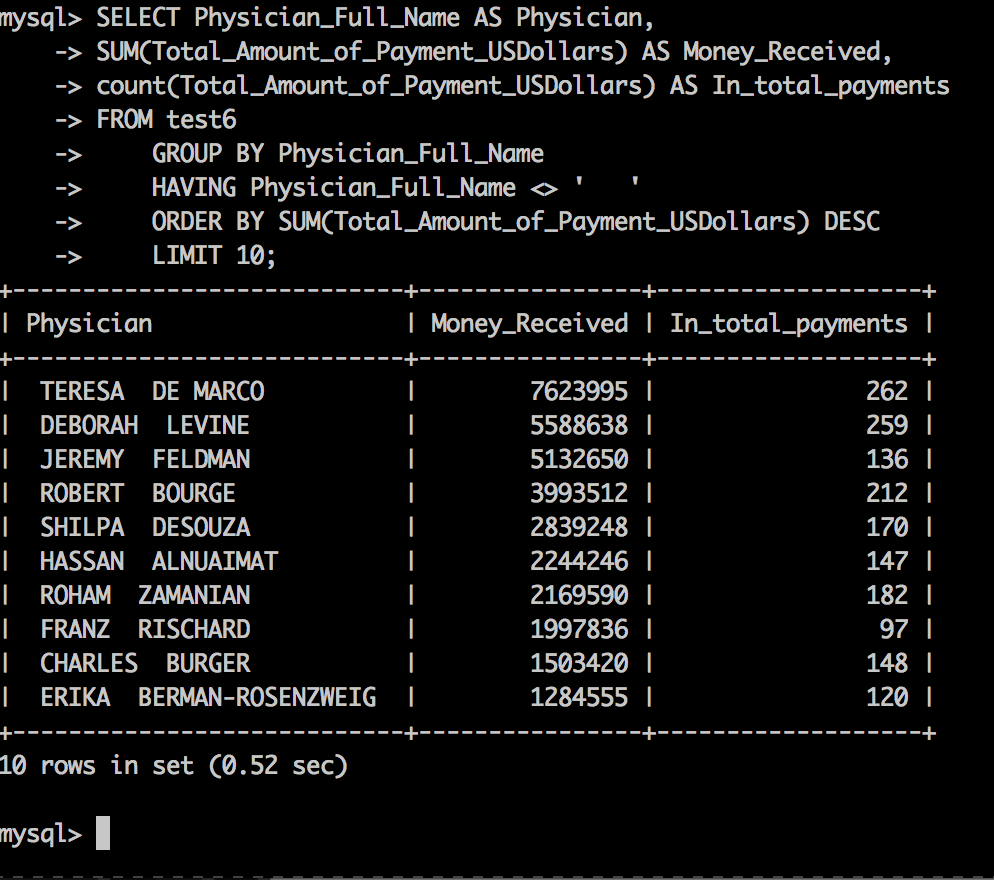 mysql> SELECT Physician_Full_Name AS Physician,
    -> SUM(Total_Amount_of_Payment_USDollars) AS Money_Received,
    -> count(Total_Amount_of_Payment_USDollars) AS In_total_payments
    -> FROM test6
    ->     GROUP BY Physician_Full_Name
    ->     HAVING Physician_Full_Name <> '   '
    ->     ORDER BY SUM(Total_Amount_of_Payment_USDollars) DESC
    ->     LIMIT 10;
+----------------------------+----------------+-------------------+
| Physician                  | Money_Received | In_total_payments |
+----------------------------+----------------+-------------------+
|  TERESA  DE MARCO          |        7623995 |               262 |
|  DEBORAH  LEVINE           |        5588638 |               259 |
|  JEREMY  FELDMAN           |        5132650 |               136 |
|  ROBERT  BOURGE            |        3993512 |               212 |
|  SHILPA  DESOUZA           |        2839248 |               170 |
|  HASSAN  ALNUAIMAT         |        2244246 |               147 |
|  ROHAM  ZAMANIAN           |        2169590 |               182 |
|  FRANZ  RISCHARD           |        1997836 |                97 |
|  CHARLES  BURGER           |        1503420 |               148 |
|  ERIKA  BERMAN-ROSENZWEIG  |        1284555 |               120 |
+----------------------------+----------------+-------------------+
10 rows in set (0.52 sec)

mysql>